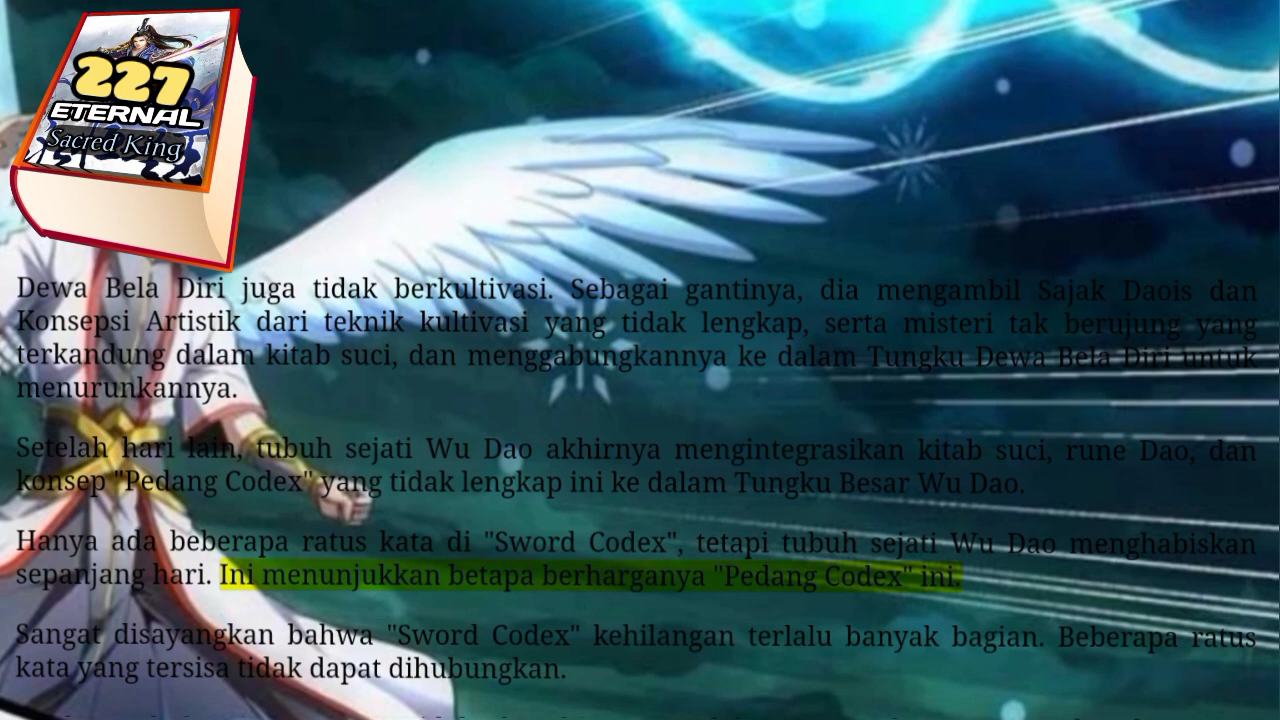 227
ETERNAL
Sacred King
Dewa Bela Diri juga tidak berkultivasi. Sebagai gantinya, dia mengambil Sajak Daois dan
Konsepsi Artistik dari teknik kultivasi yang tidak lengkap, serta misteri tak berujung yang
terkandung dalam kitab suci, dan menggabungkannya ke dalam Tungku Dewa Bela Diri untuk
menurunkannya.
Setelah hari lain, tubuh sejati Wu Dao akhirnya mengintegrasikan kitab suci, rune Dao, dan
konsep "Pedang Codex" yang tidak lengkap ini ke dalam Tungku Besar Wu Dao.
Hanya ada beberapa ratus kata di "Sword Codex", tetapi tubuh sejati Wu Dao menghabiskan
sepanjang hari. Ini menunjukkan betapa berharganya "Pedang Codex" ini.
Sangat disayangkan bahwa "Sword Codex" kehilangan terlalu banyak bagian. Beberapa ratus
kata yang tersisa tidak dapat dihubungkan.